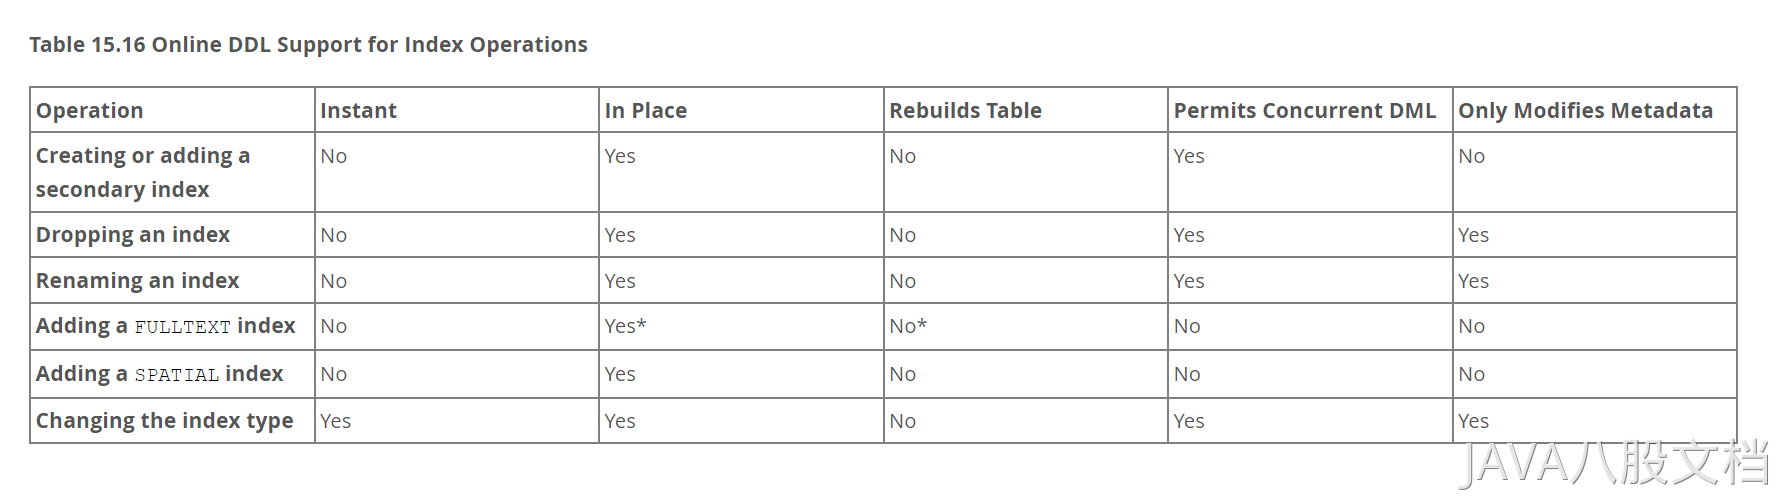 Table 15.16 Online DDL Support for Index Operations
Operation Instant In Place Rebuilds Table Permits Concurrent DML Only Modifies Metadata
Creating or adding a secondary index No Yes No Yes No
Dropping an index No Yes No Yes Yes
Renaming an index No Yes No Yes Yes
Adding a FULLTEXT index No Yes* No* No No
Adding a SPATIAL index No Yes No No No
Changing the index type Yes Yes No Yes Yes
JAVA八股文档